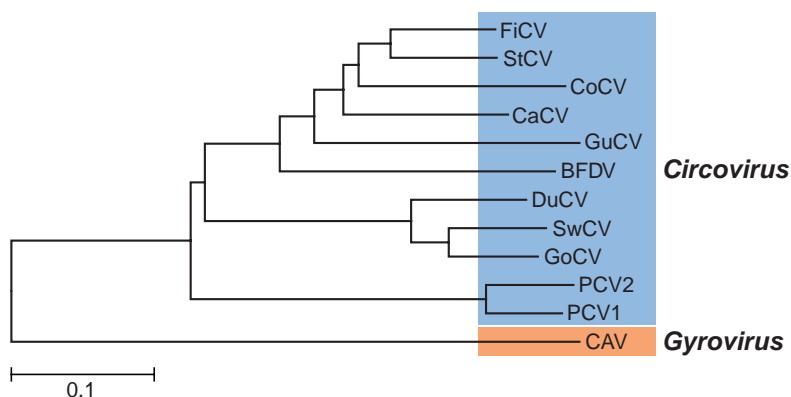 FiCV
StCV
CoCV
CaCV
GuCV
BFDV
Circovirus
DuCV
SwCV
GoCV
PCV2
PCV1
CAV
Gyrovirus
0.1